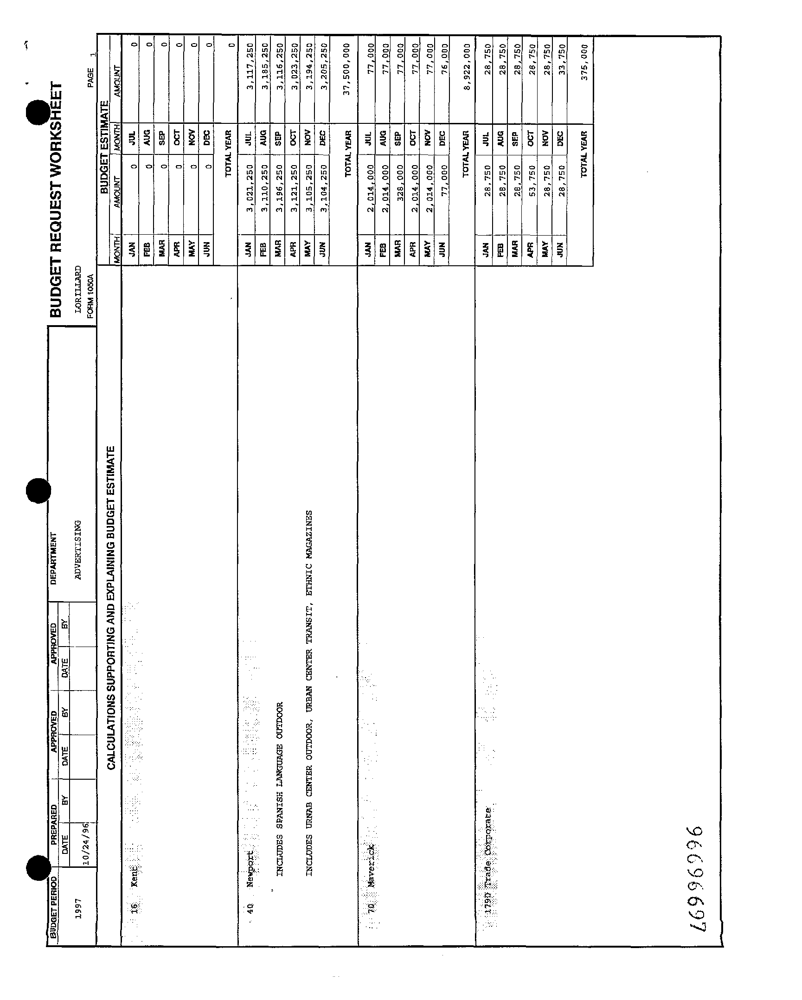 BUDGET REQUEST WORKSHEET
BUDGET PERIOD PREPARED APPROVED APPROVED DEPARTMENT
DATE BY DATE BY DATE BY
1997 10/24/96 ADVERTISING LORILLARD PAGE 1
FORM 1050A
CALCULATIONS SUPPORTING AND EXPLAINING BUDGET ESTIMATE BUDGET ESTIMATE
MONTH AMOUNT MONTH AMOUNT
16 Kent JAN 0 JUL 0
FEB 0 AUG 0
MAR 0 SEP 0
APR 0 OCT 0
MAY 0 NOV 0
JUN 0 DEC 0
TOTAL YEAR 0
40 Newport JAN 3,021,250 JUL 3,117,250
FEB 3,110,250 AUG 3,185,250
INCLUDES SPANISH LANGUAGE OUTDOOR MAR 3,196,250 SEP 3,116,250
APR 3,121,250 OCT 3,023,250
INCLUDES URNAB CENTER OUTDOOR, URBAN CENTER TRANSIT, ETHNIC MAGAZINES MAY 3,105,250 NOV 3,194,250
JUN 3,104,250 DEC 3,205,250
TOTAL YEAR 37,500,000
70 Maverick JAN 2,014,000 JUL 77,000
FEB 2,014,000 AUG 77,000
MAR 328,000 SEP 77,000
APR 2,014,000 OCT 77,000
MAY 2,014,000 NOV 77,000
JUN 77,000 DEC 76,000
TOTAL YEAR 8,922,000
179D Trade Corporate JAN 28,750 JUL 28,750
FEB 28,750 AUG 28,750
MAR 28,750 SEP 28,750
APR 53,750 OCT 28,750
MAY 28,750 NOV 28,750
JUN 28,750 DEC 33,750
TOTAL YEAR 375,000